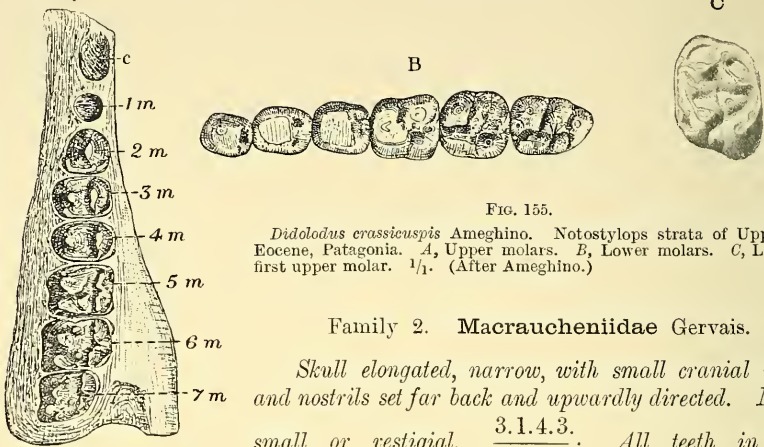 C
B
c
1 m
2 m
3 m
4 m
5 m
6 m
7 m
FIG. 155.
Didolodus crassicuspis Ameghino. Notostylops strata of Upp
Eocene, Patagonia. A, Upper molars. B, Lower molars. C, L
first upper molar. 1/1. (After Ameghino.)
Family 2. Macraucheniidae Gervais.
Skull elongated, narrow, with small cranial
and nostrils set far back and upwardly directed.
small or vestigial. 3.1.4.3. All teeth in